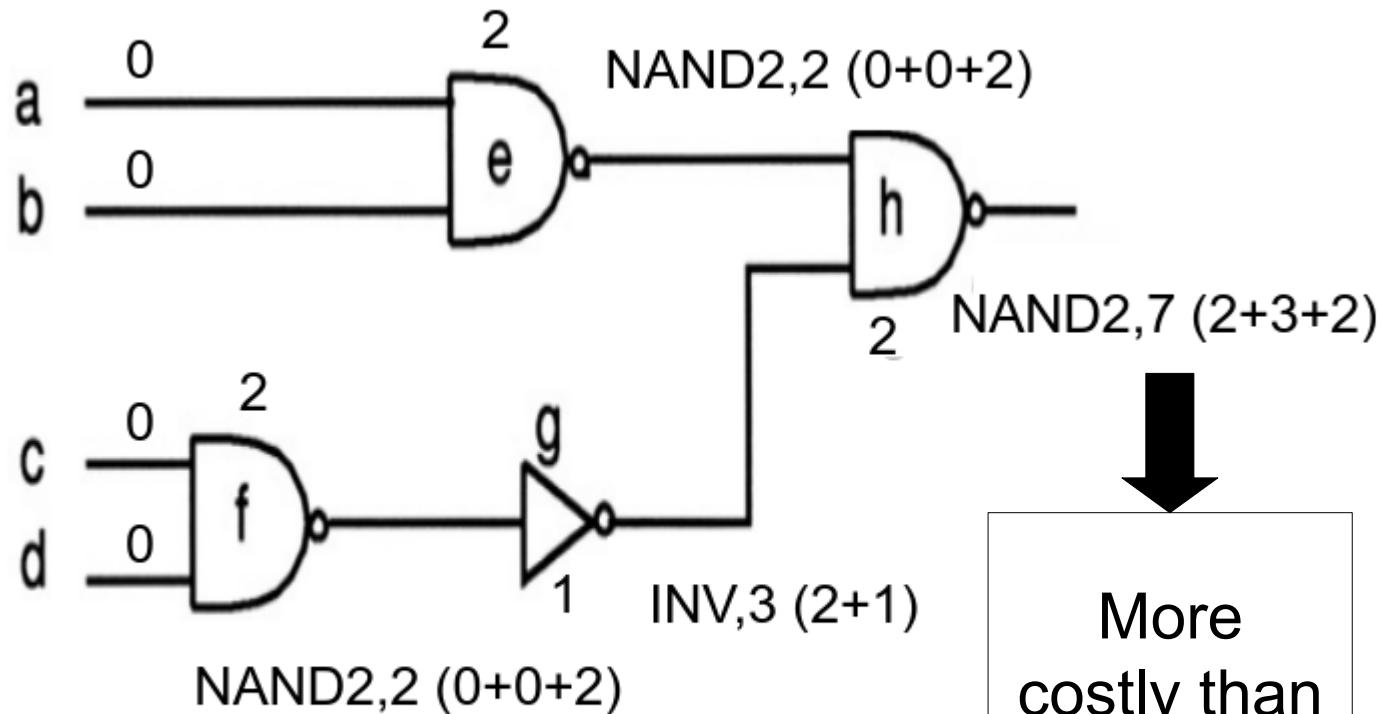 2
0
NAND2,2 (0+0+2)
a
e
0
b
h
NAND2,7 (2+3+2)
2
2
0
g
c
f
0
d
1
INV,3 (2+1)
More
NAND2,2 (0+0+2)
costly than